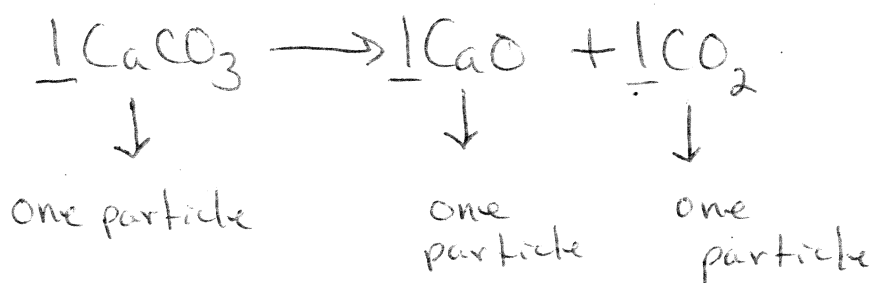 1CaCO₃ → 1CaO + 1CO₂
one particle
one
particle
one
particle